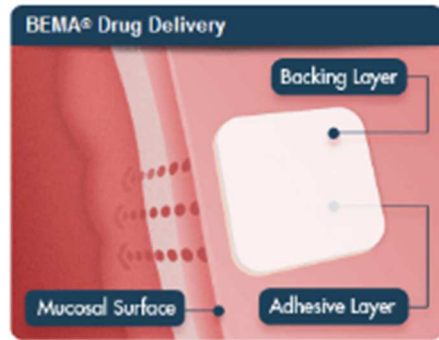 BEMA® Drug Delivery
Backing Layer
Mucosal Surface
Adhesive Layer